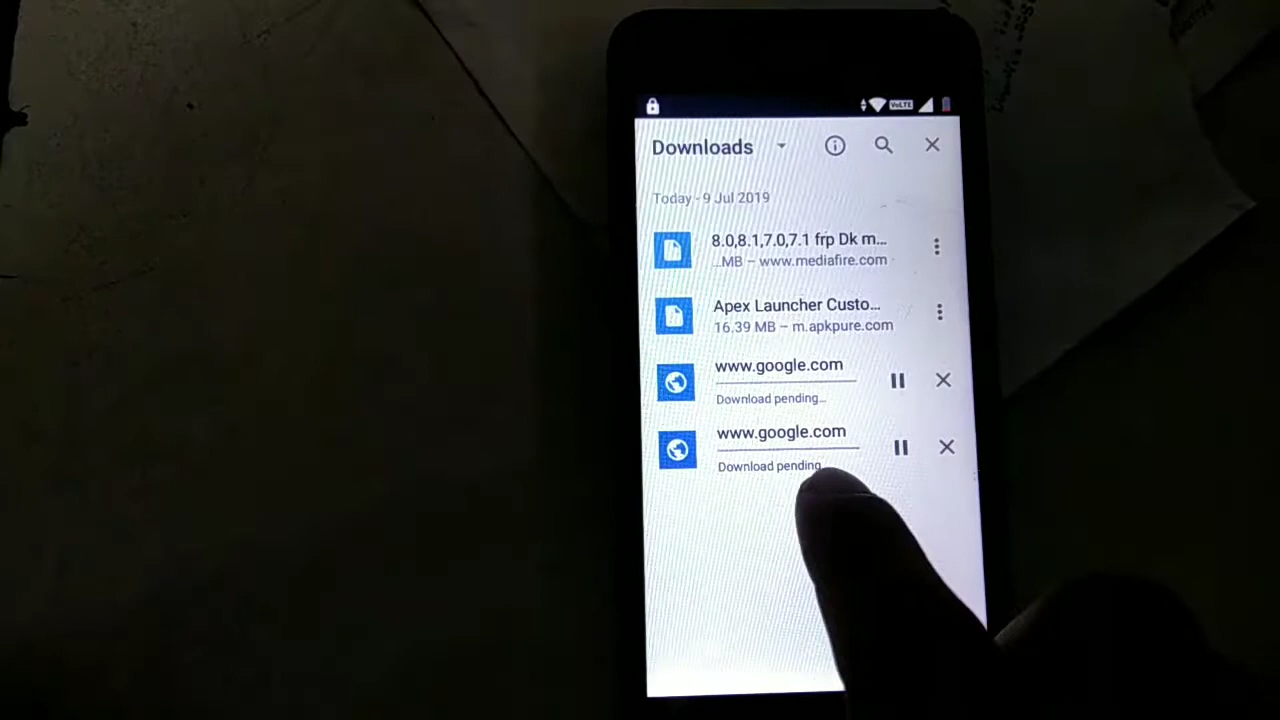 VoLTE
Downloads
Today - 9 Jul 2019
8.0,8.1,7.0,7.1 frp Dk m...
...MB – www.mediafire.com
Apex Launcher Custo...
16.39 MB – m.apkpure.com
www.google.com
Download pending...
www.google.com
Download pending...